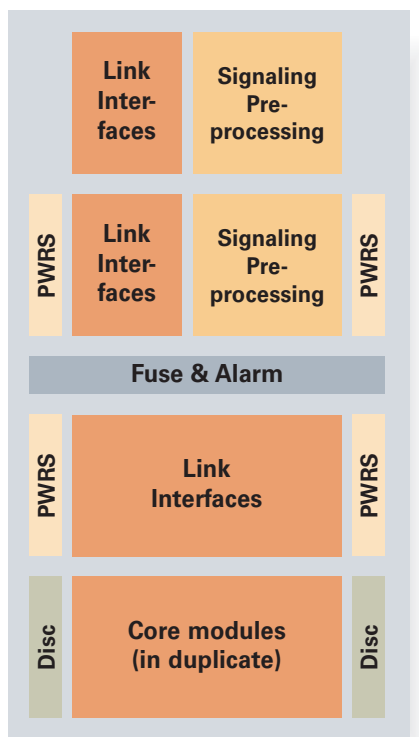 Link
Inter-
faces
Signaling
Pre-
processing
PWRS
Link
Inter-
faces
Signaling
Pre-
processing
PWRS
Fuse & Alarm
PWRS
Link
Interfaces
PWRS
Disc
Core modules
(in duplicate)
Disc